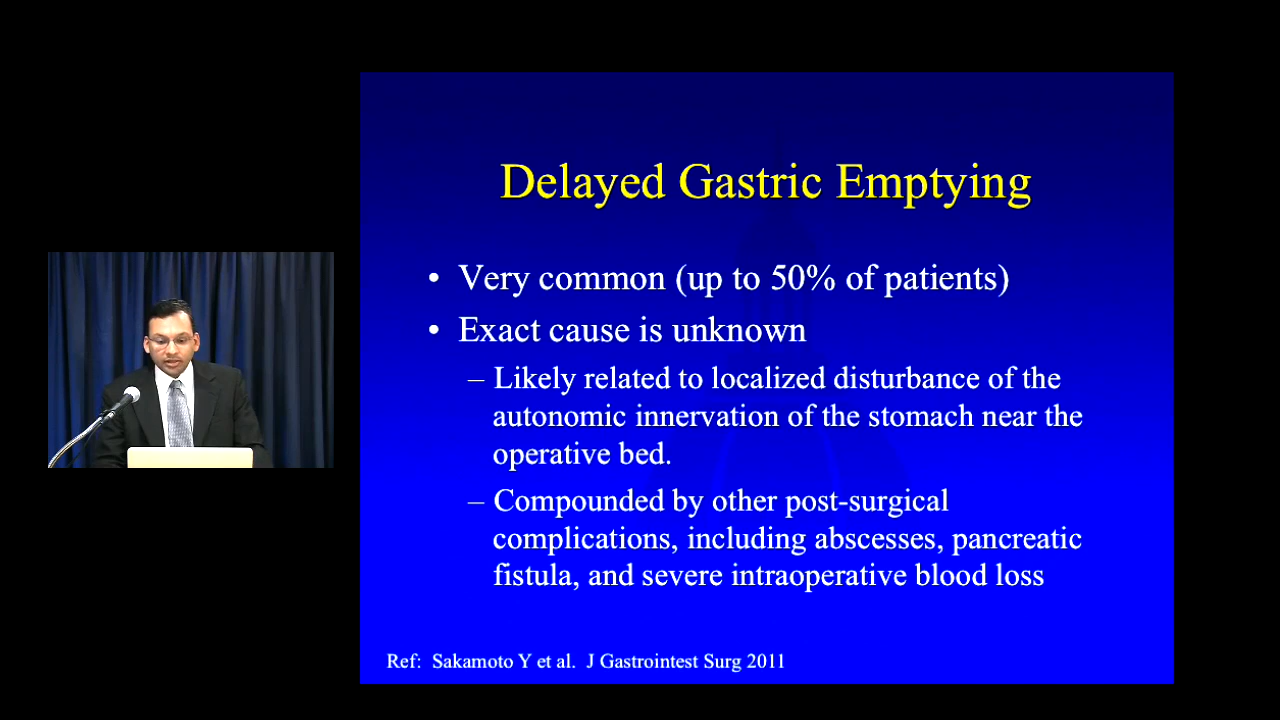 Delayed Gastric Emptying
• Very common (up to 50% of patients)
• Exact cause is unknown
– Likely related to localized disturbance of the
autonomic innervation of the stomach near the
operative bed.
– Compounded by other post-surgical
complications, including abscesses, pancreatic
fistula, and severe intraoperative blood loss
Ref: Sakamoto Y et al. J Gastrointest Surg 2011